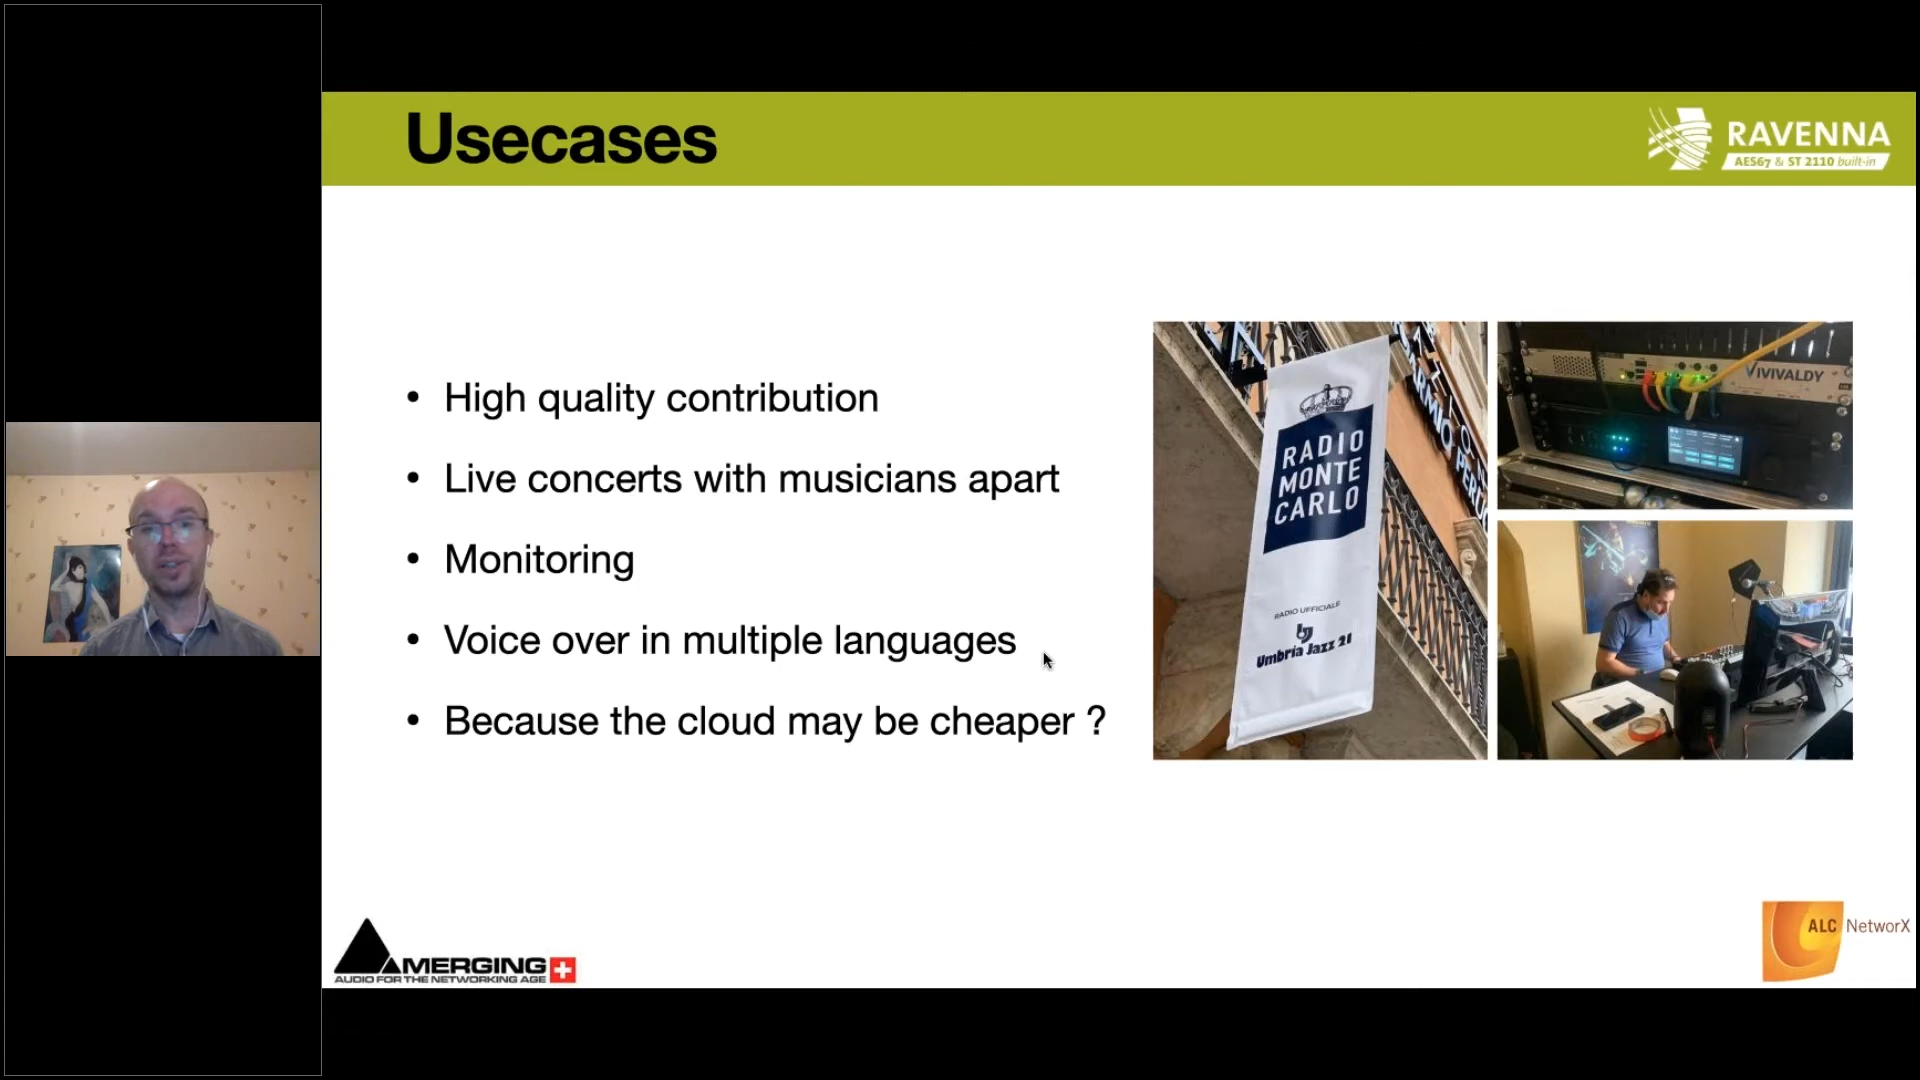 Usecases
RAVENNA
AES67 & ST 2110 built-in
• High quality contribution
• Live concerts with musicians apart
• Monitoring
• Voice over in multiple languages
• Because the cloud may be cheaper ?
RADIO
MONTE
CARLO
RADIO UFFICIALE
Umbria Jazz 21
VIVIVALDY
MERGING
AUDIO FOR THE NETWORKING AGE
ALC NetworX